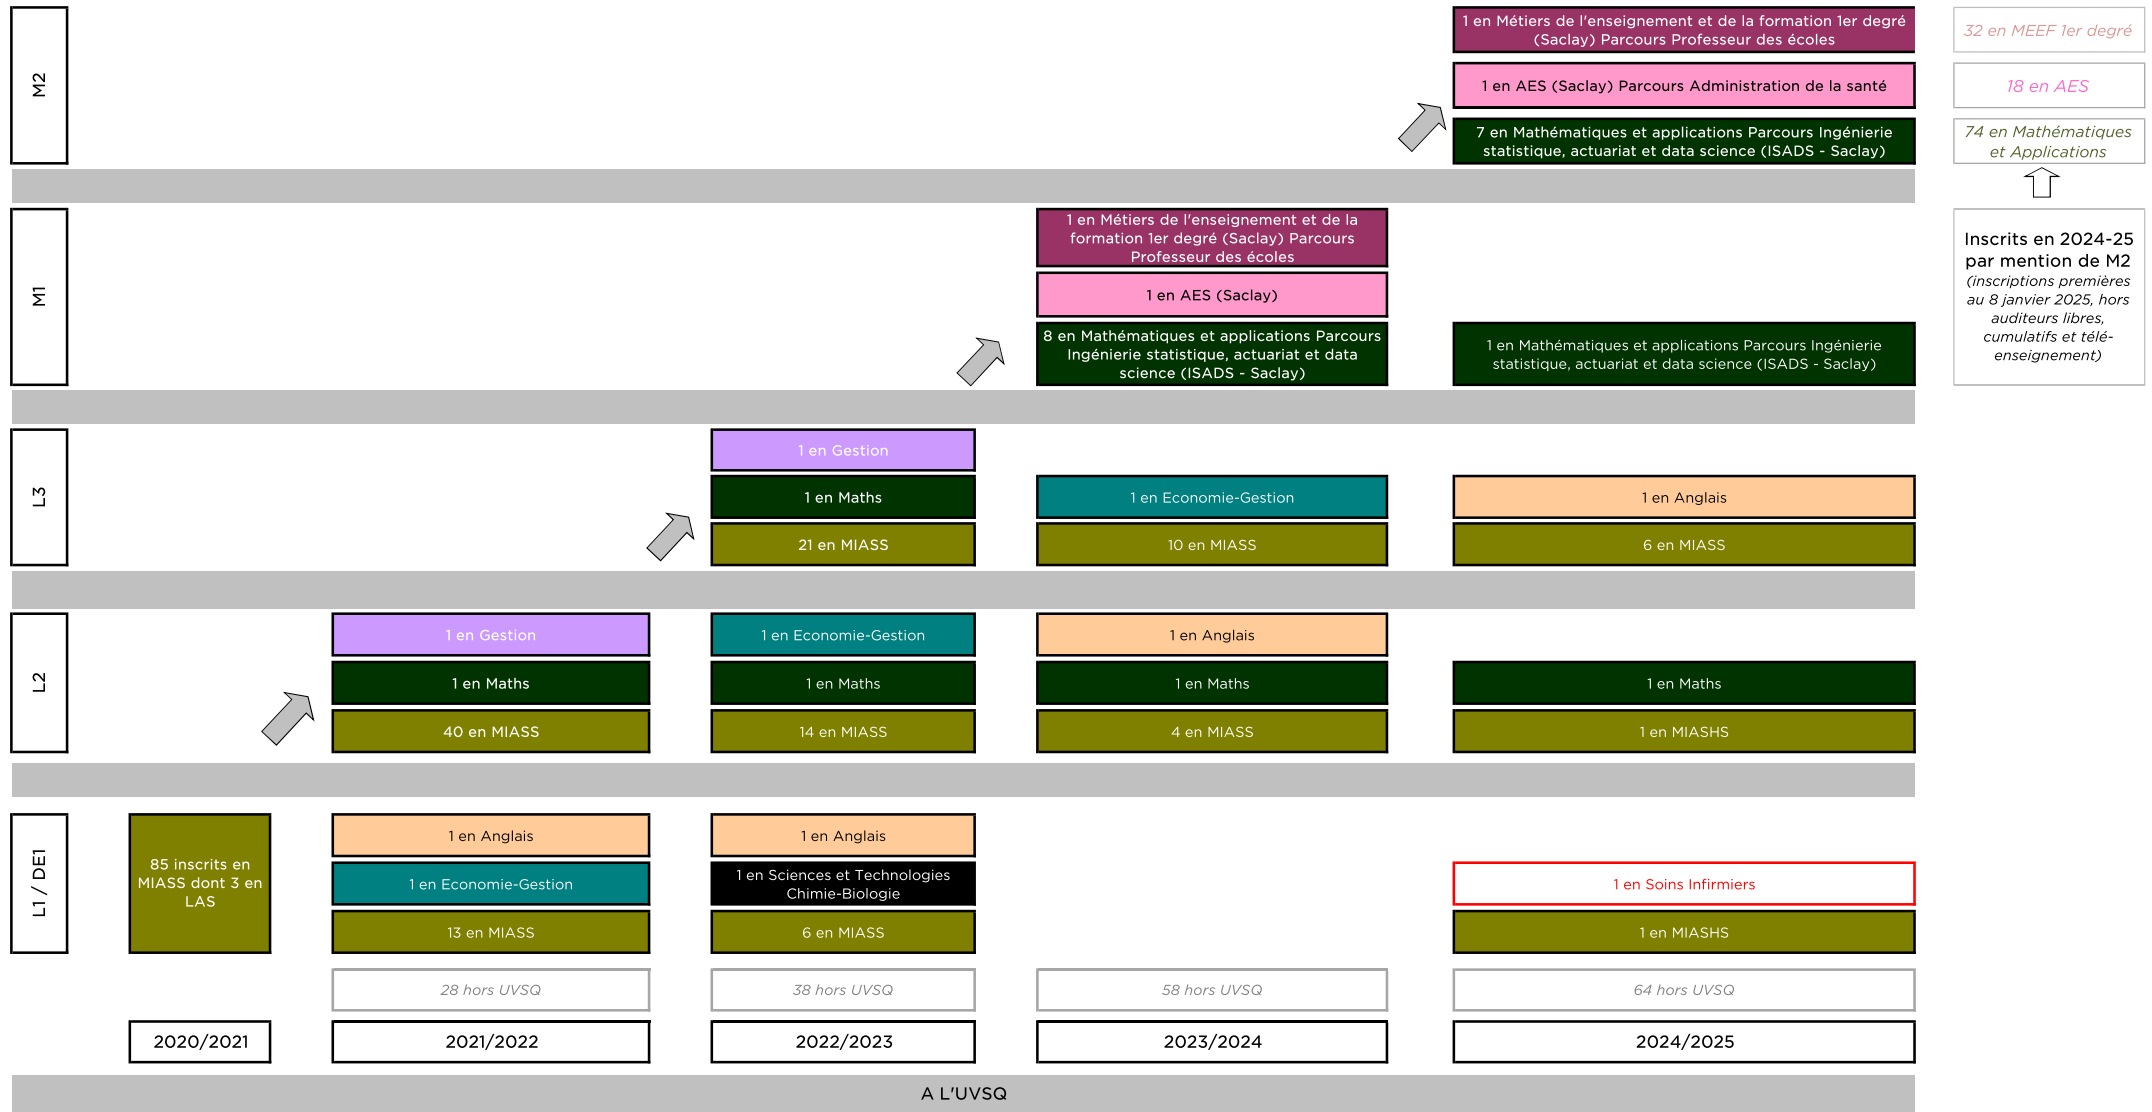 M2
1 en Métiers de l'enseignement et de la formation 1er degré
(Saclay) Parcours Professeur des écoles
32 en MEEF 1er degré
1 en AES (Saclay) Parcours Administration de la santé
18 en AES
7 en Mathématiques et applications Parcours Ingénierie
statistique, actuariat et data science (ISADS - Saclay)
74 en Mathématiques
et Applications
M1
1 en Métiers de l'enseignement et de la
formation 1er degré (Saclay) Parcours
Professeur des écoles
1 en AES (Saclay)
8 en Mathématiques et applications Parcours
Ingénierie statistique, actuariat et data
science (ISADS - Saclay)
1 en Mathématiques et applications Parcours Ingénierie
statistique, actuariat et data science (ISADS - Saclay)
Inscrits en 2024-25
par mention de M2
(inscriptions premières
au 8 janvier 2025, hors
auditeurs libres,
cumulatifs et télé-
enseignement)
L3
1 en Gestion
1 en Maths
1 en Economie-Gestion
1 en Anglais
21 en MIASS
10 en MIASS
6 en MIASS
L2
1 en Gestion
1 en Economie-Gestion
1 en Anglais
1 en Maths
1 en Maths
1 en Maths
1 en Maths
40 en MIASS
14 en MIASS
4 en MIASS
1 en MIASHS
L1 / DE1
85 inscrits en
MIASS dont 3 en
LAS
1 en Anglais
1 en Anglais
1 en Economie-Gestion
1 en Sciences et Technologies
Chimie-Biologie
1 en Soins Infirmiers
13 en MIASS
6 en MIASS
1 en MIASHS
28 hors UVSQ
38 hors UVSQ
58 hors UVSQ
64 hors UVSQ
2020/2021
2021/2022
2022/2023
2023/2024
2024/2025
A L'UVSQ